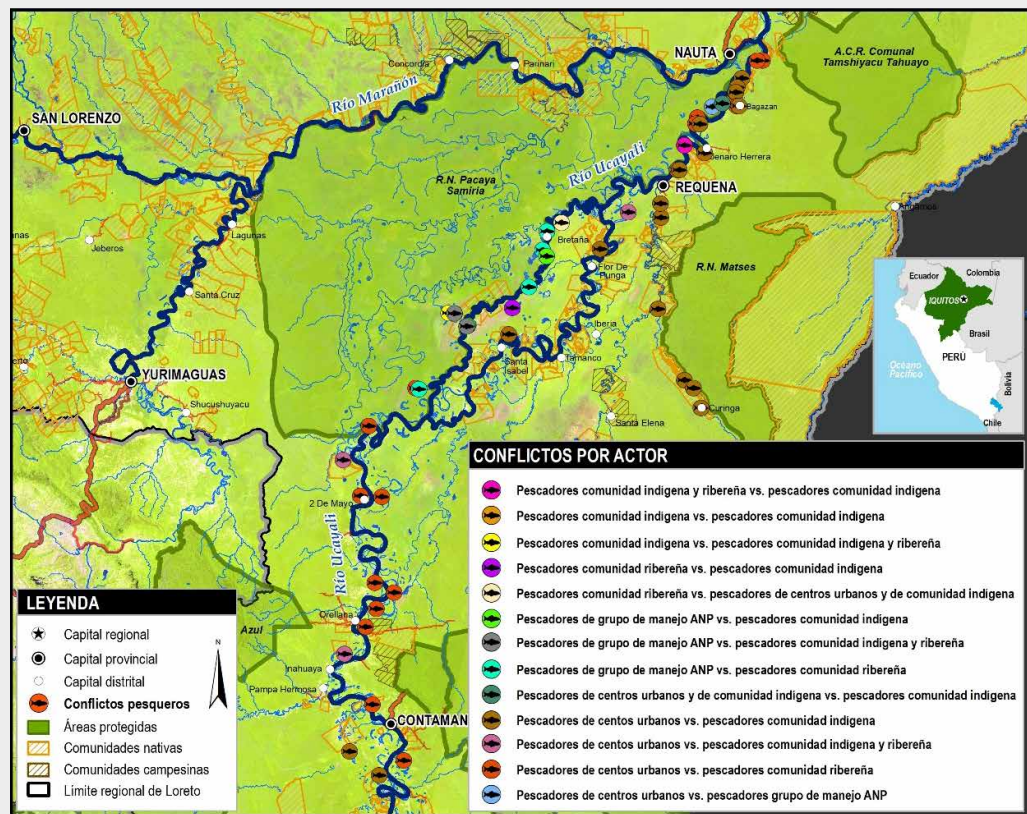 NAUTA
A.C.R. Comunal
Tamshiyacu Tahuayo
Concordia
Parinari
Río Marañón
Bagazan
SAN LORENZO
Río Ucayali
Jenaro Herrera
REQUENA
R.N. Pacaya
Samiria
Angamos
Lagunas
Jeberos
Bretaña
R.N. Matses
Flor De
Punga
Santa Cruz
Iberia
Santa
Isabel
Tamanco
YURIMAGUAS
Shucushuyacu
Curinga
Santa Elena
2 De Mayo
Río Ucayali
Orellana
Azul
Inahuaya
Pampa Hermosa
CONTAMAN
Ecuador
Colombia
IQUITOS
Brasil
PERÚ
Océano
Pacífico
Bolivia
Chile
CONFLICTOS POR ACTOR
Pescadores comunidad indigena y ribereña vs. pescadores comunidad indigena
Pescadores comunidad indigena vs. pescadores comunidad indigena
Pescadores comunidad indigena vs. pescadores comunidad indigena y ribereña
Pescadores comunidad ribereña vs. pescadores comunidad indigena
Pescadores comunidad ribereña vs. pescadores de centros urbanos y de comunidad indigena
Pescadores de grupo de manejo ANP vs. pescadores comunidad indigena
Pescadores de grupo de manejo ANP vs. pescadores comunidad indigena y ribereña
Pescadores de grupo de manejo ANP vs. pescadores comunidad ribereña
Pescadores de centros urbanos y de comunidad indigena vs. pescadores comunidad indigena
Pescadores de centos urbanos vs. pescadores comunidad indigena
Pescadores de centos urbanos vs. pescadores comunidad indigena y ribereña
Pescadores de centos urbanos vs. pescadores comunidad ribereña
Pescadores de centros urbanos vs. pescadores grupo de manejo ANP
LEYENDA
Capital regional
Capital provincial
Capital distrital
Conflictos pesqueros
Áreas protegidas
Comunidades nativas
Comunidades campesinas
Límite regional de Loreto
N